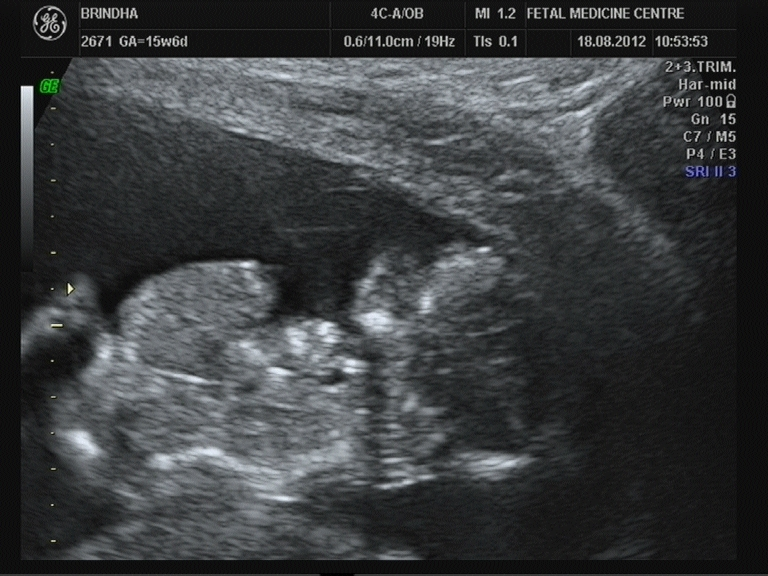 BRINDHA 4C-A/OB MI 1.2 FETAL MEDICINE CENTRE
2671 GA=15w6d 0.6/11.0cm / 19Hz TIs 0.1 18.08.2012 10:53:53
2+3.TRIM.
Har-mid
Pwr 100
Gn 15
C7 / M5
P4 / E3
SRI II 3
GE
GE